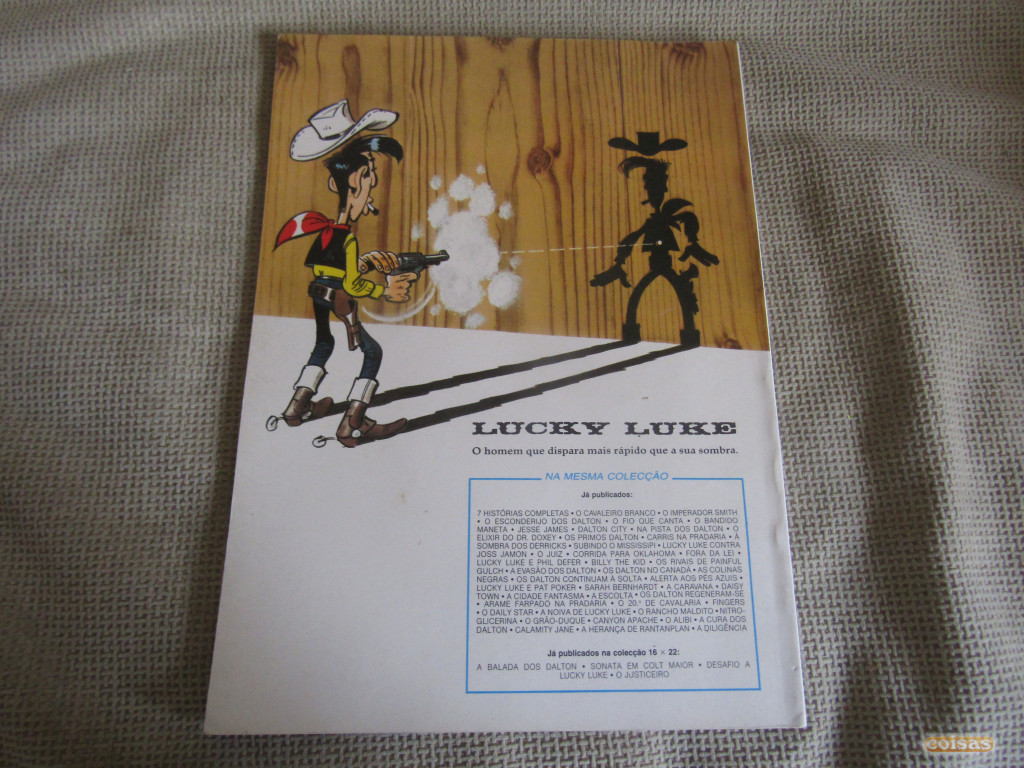 LUCKY LUKE
O homem que dispara mais rápido que a sua sombra.
NA MESMA COLECÇÃO
Já publicados:
7 HISTÓRIAS COMPLETAS • O CAVALEIRO BRANCO • O IMPERADOR SMITH
• O ESCONDERIJO DOS DALTON • O FIO QUE CANTA • O BANDIDO
MANETA • JESSE JAMES • DALTON CITY • NA PISTA DOS DALTON • O
ELIXIR DO DR. DOXEY • OS PRIMOS DALTON • CARRIS NA PRADARIA • À
SOMBRA DOS DERRICKS • SUBINDO O MISSISSIPI • LUCKY LUKE CONTRA
JOSS JAMON • O JUIZ • CORRIDA PARA OKLAHOMA • FORA DA LEI •
LUCKY LUKE E PHIL DEFER • BILLY THE KID • OS RIVAIS DE PAINFUL
GULCH • A EVASÃO DOS DALTON • OS DALTON NO CANADÁ • AS COLINAS
NEGRAS • OS DALTON CONTINUAM À SOLTA • ALERTA AOS PÉS AZUIS •
LUCKY LUKE E PAT POKER • SARAH BERNHARDT • A CARAVANA • DAISY
TOWN • A CIDADE FANTASMA • A ESCOLTA • OS DALTON REGENERAM-SE
• ARAME FARPADO NA PRADARIA • O 20.º DE CAVALARIA • FINGERS
• O DAILY STAR • A NOIVA DE LUCKY LUKE • O RANCHO MALDITO • NITRO-
GLICERINA • O GRÃO-DUQUE • CANYON APACHE • O ALIBI • A CURA DOS
DALTON • CALAMITY JANE • A HERANÇA DE RANTANPLAN • A DILIGÊNCIA
Já publicados na colecção 16 × 22:
A BALADA DOS DALTON • SONATA EM COLT MAIOR • DESAFIO A
LUCKY LUKE • O JUSTICEIRO
coisas